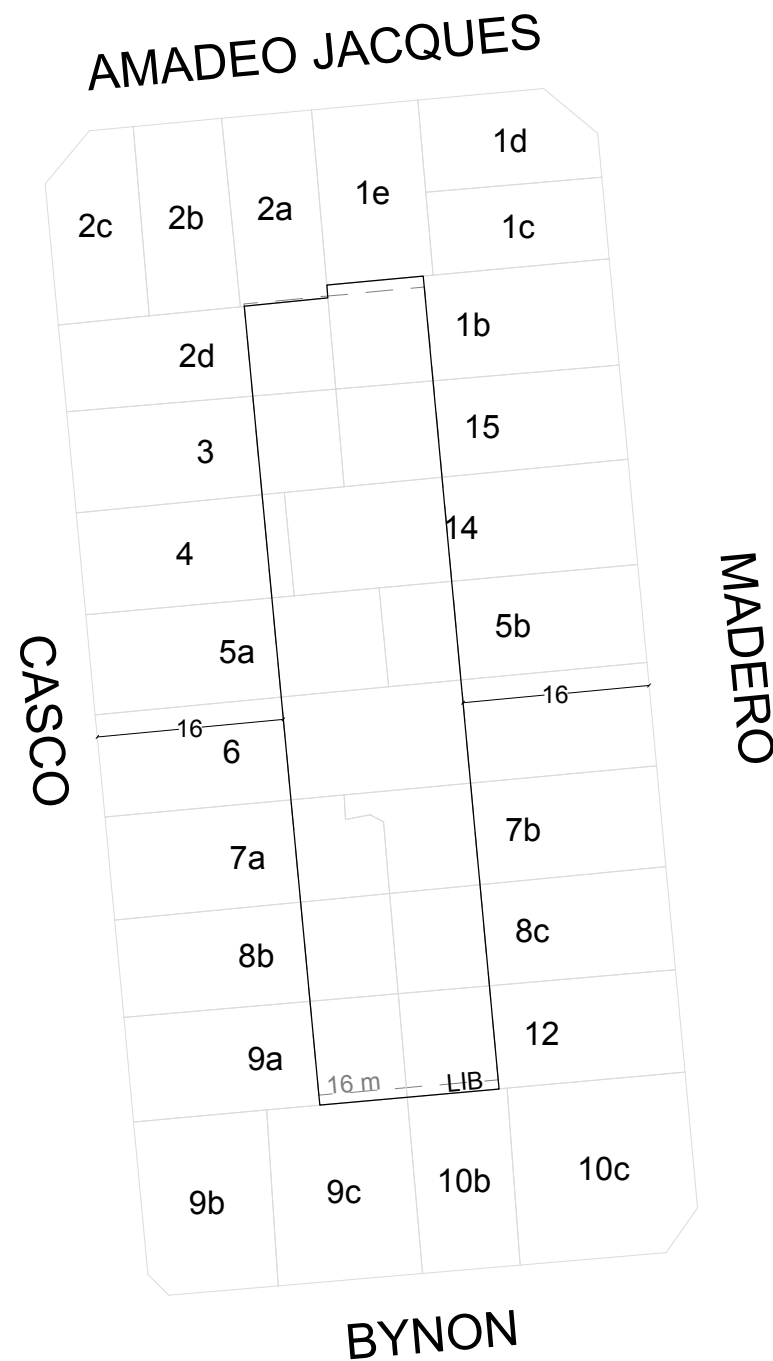 AMADEO JACQUES
1d
1e
2a
2b
2c
1c
1b
2d
15
3
14
4
5b
5a
MADERO
CASCO
16
16
6
7b
7a
8c
8b
12
9a
16 m
LIB
10c
10b
9c
9b
BYNON